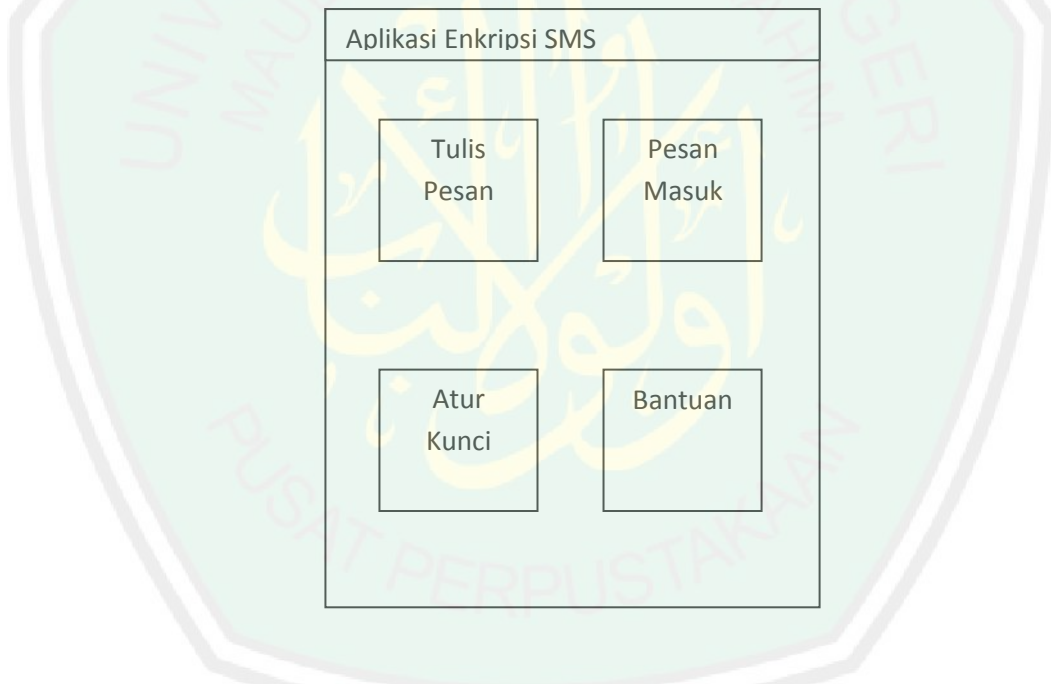 Aplikasi Enkripsi SMS
Tulis
Pesan
Pesan
Masuk
Atur
Kunci
Bantuan
PUSAT PERPUSTAKAAN